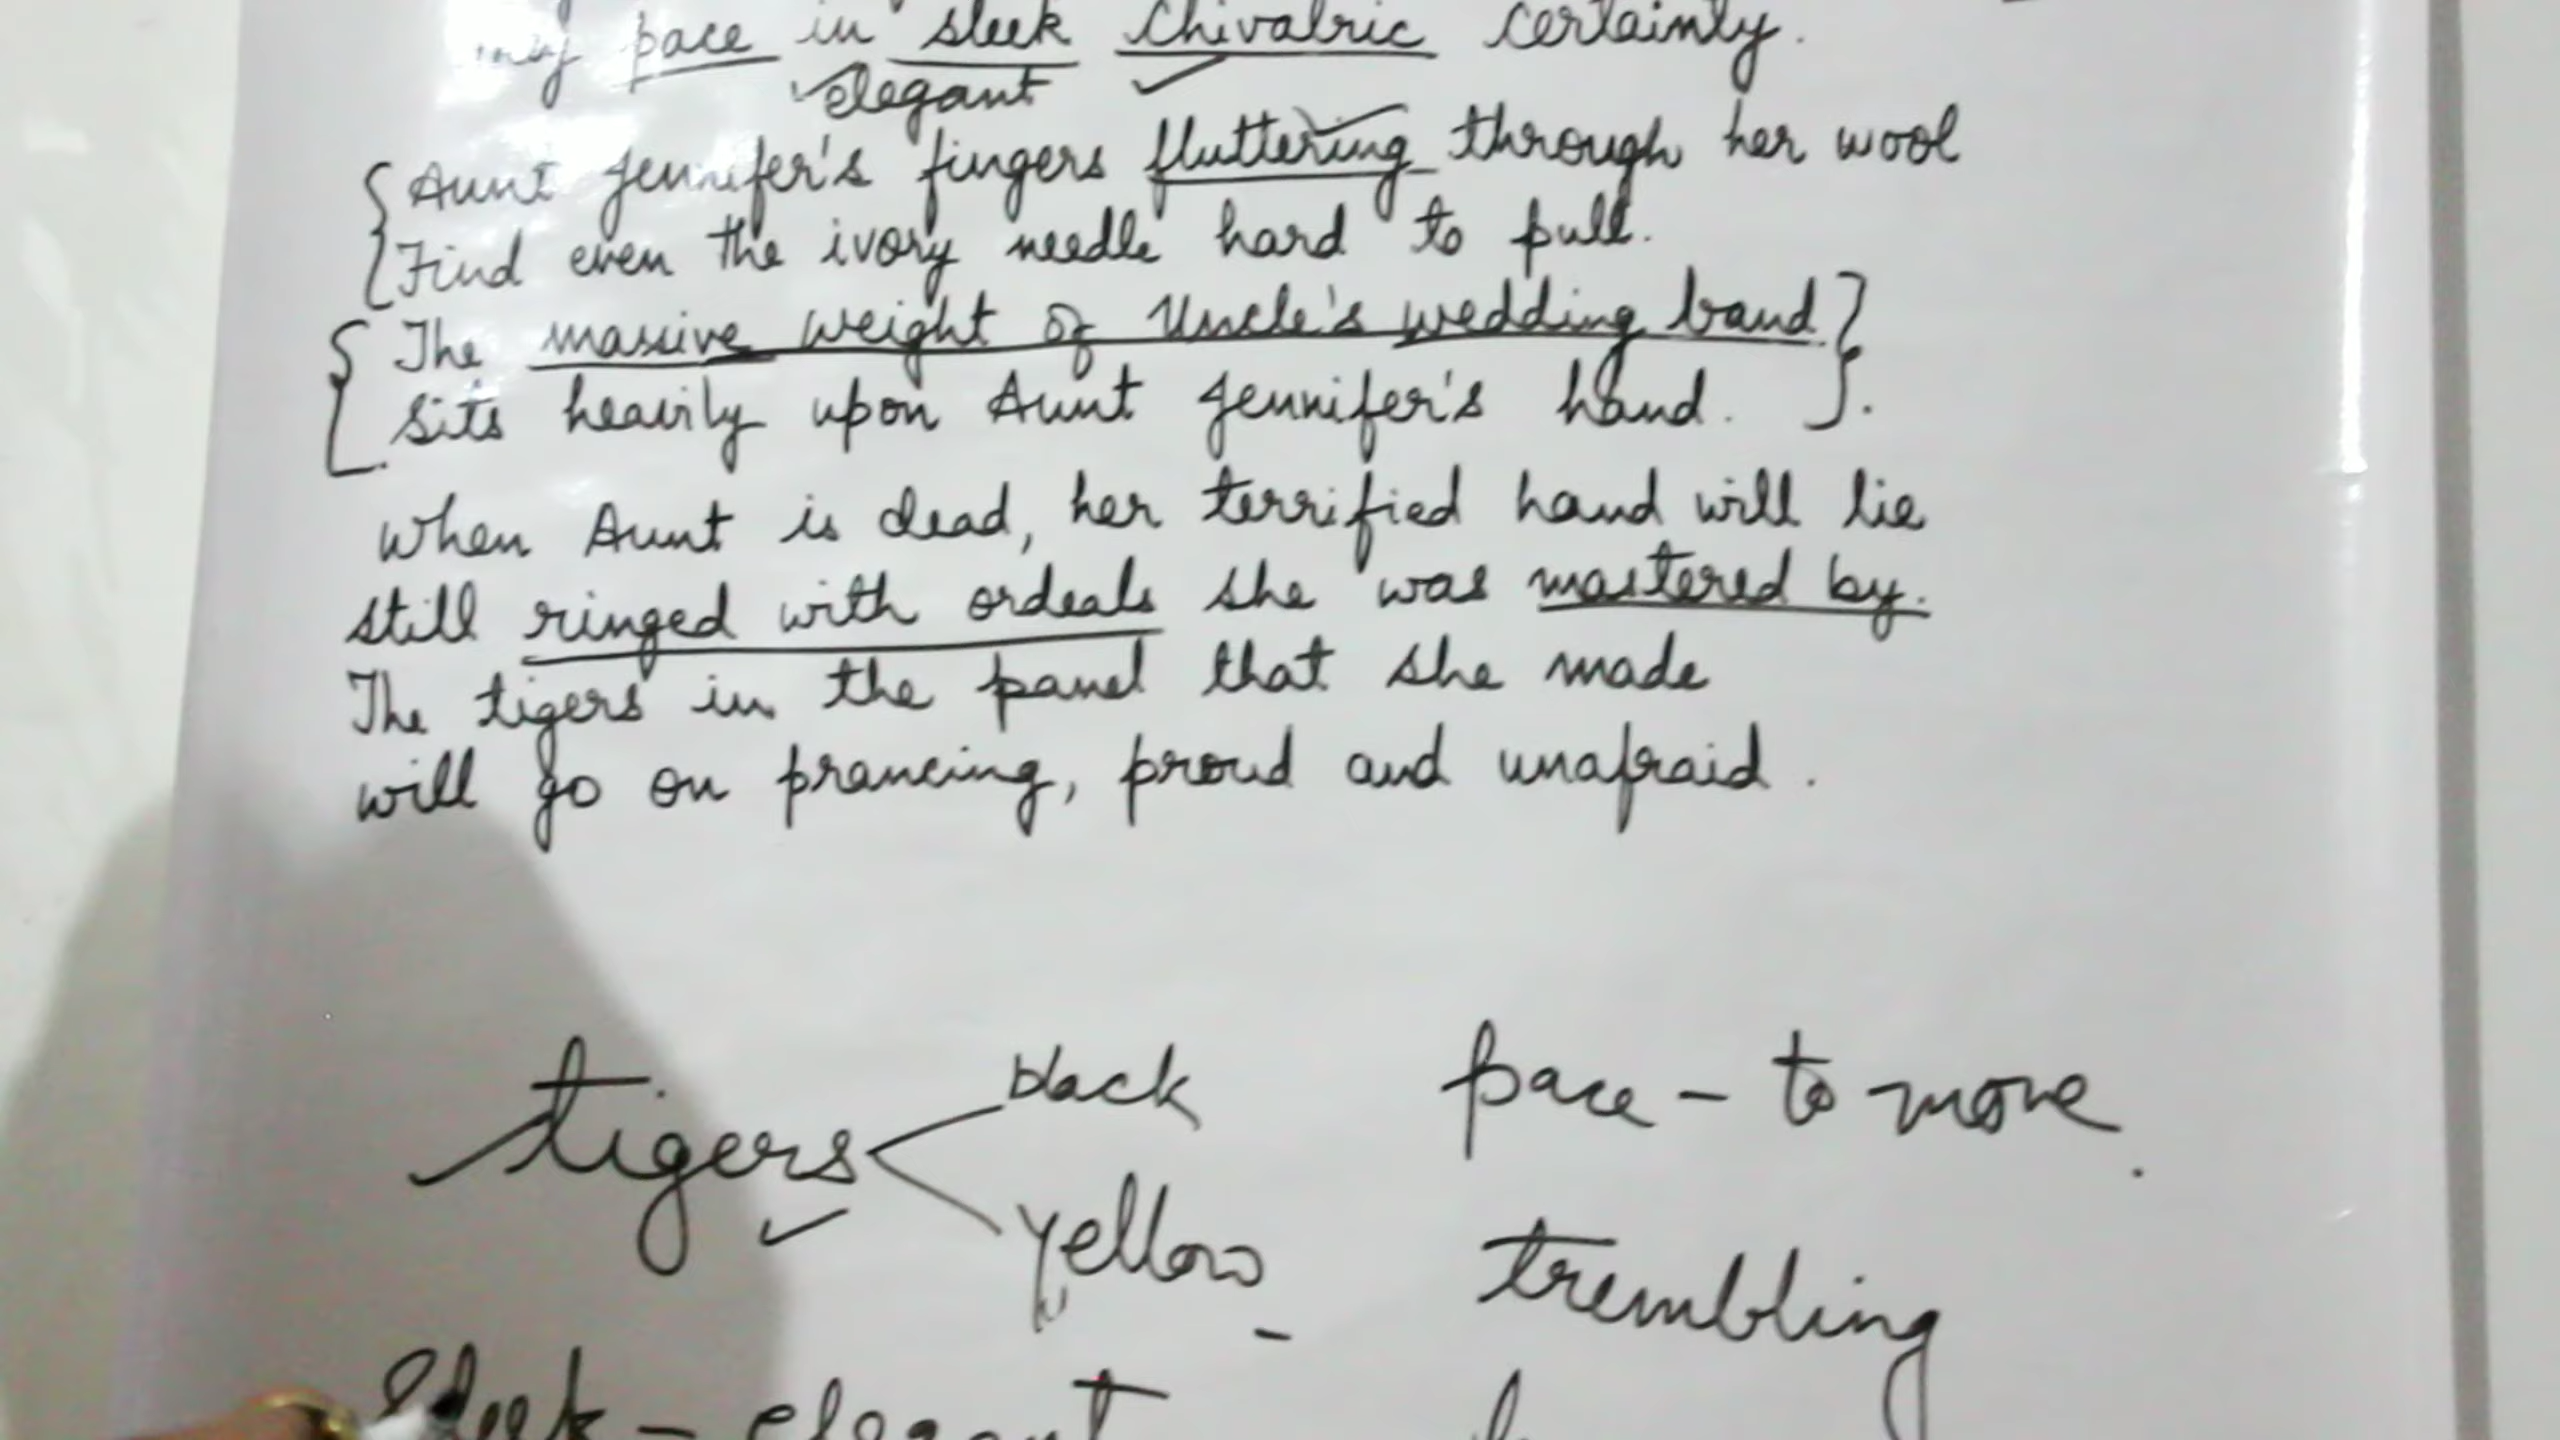 pace in sleek chivalric certainty.
elegant
Aunt Jennifer's fingers fluttering through her wool
Find even the ivory needle hard to pull.
The massive weight of Uncle's wedding band
Sits heavily upon Aunt Jennifer's hand.
When Aunt is dead, her terrified hand will lie
still ringed with ordeals she was mastered by.
The tigers in the panel that she made
will go on prancing, proud and unafraid.
black
tigers
yellow
pace - to move.
trembling
Sleek - elegant